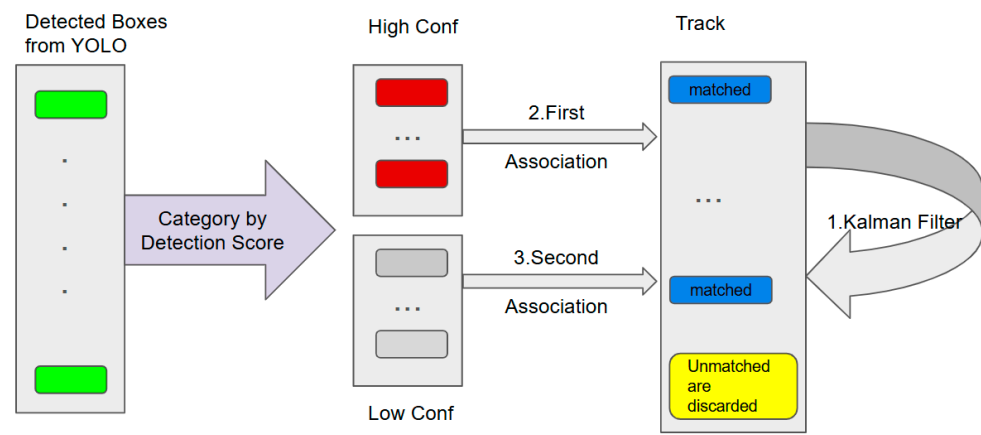 Detected Boxes
from YOLO
High Conf
Track
matched
2.First
Association
Category by
Detection Score
1.Kalman Filter
3.Second
Association
matched
Unmatched
are
discarded
Low Conf